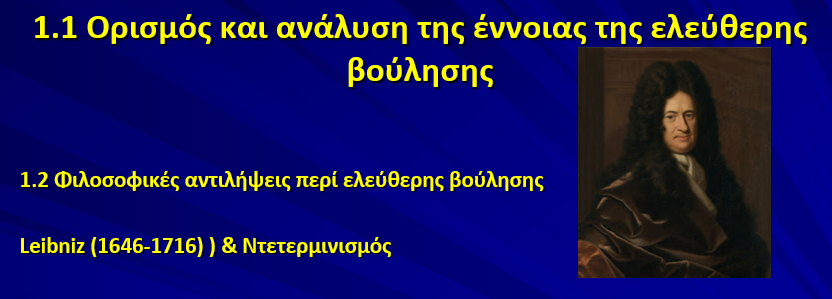 1.1 Ορισμός και ανάλυση της έννοιας της ελεύθερης
βούλησης
1.2 Φιλοσοφικές αντιλήψεις περί ελεύθερης βούλησης
Leibniz (1646-1716) ) & Ντετερμινισμός